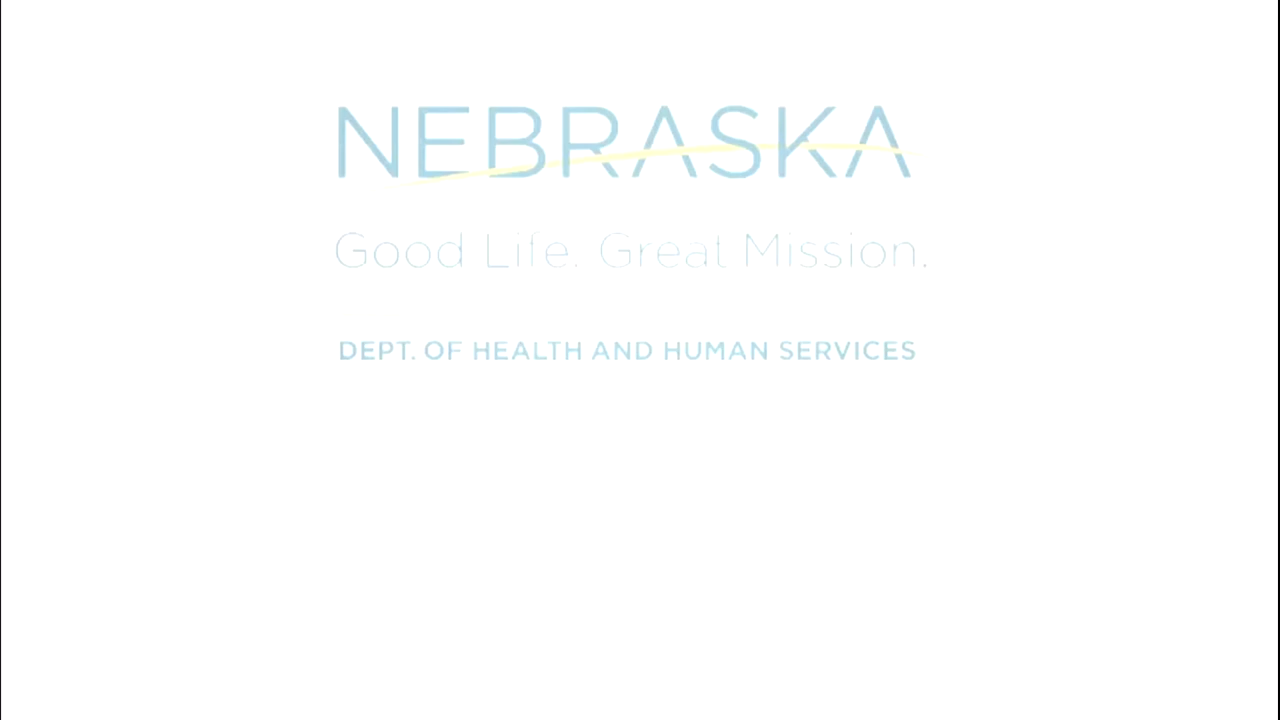 NEBRASKA
Good Life. Great Mission.
DEPT. OF HEALTH AND HUMAN SERVICES